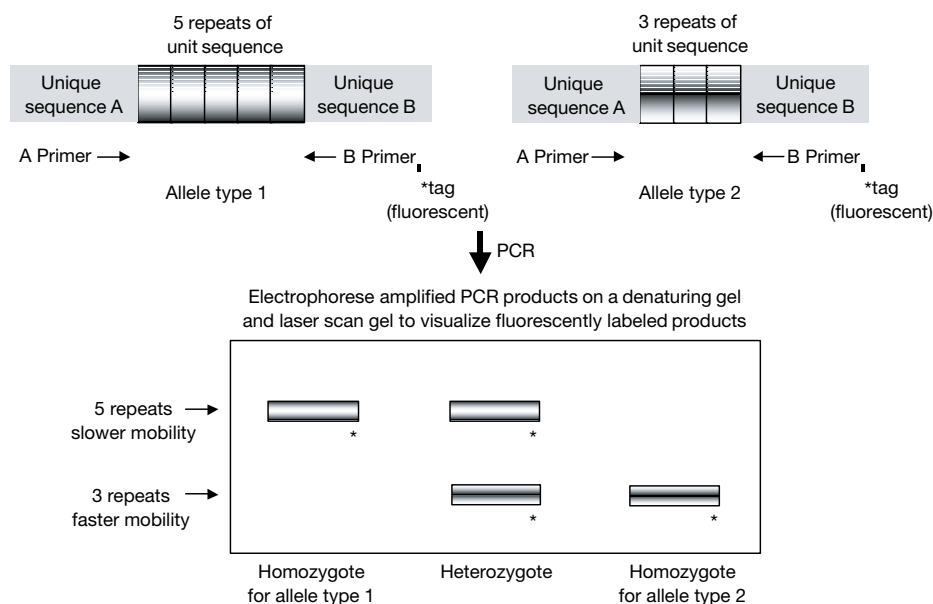 5 repeats of
unit sequence
Unique
sequence A
Unique
sequence B
A Primer
B Primer
*tag
(fluorescent)
Allele type 1
3 repeats of
unit sequence
Unique
sequence A
Unique
sequence B
A Primer
B Primer
*tag
(fluorescent)
Allele type 2
PCR
Electrophorese amplified PCR products on a denaturing gel
and laser scan gel to visualize fluorescently labeled products
5 repeats
slower mobility
* *
3 repeats
faster mobility
* *
Homozygote
for allele type 1
Heterozygote
Homozygote
for allele type 2